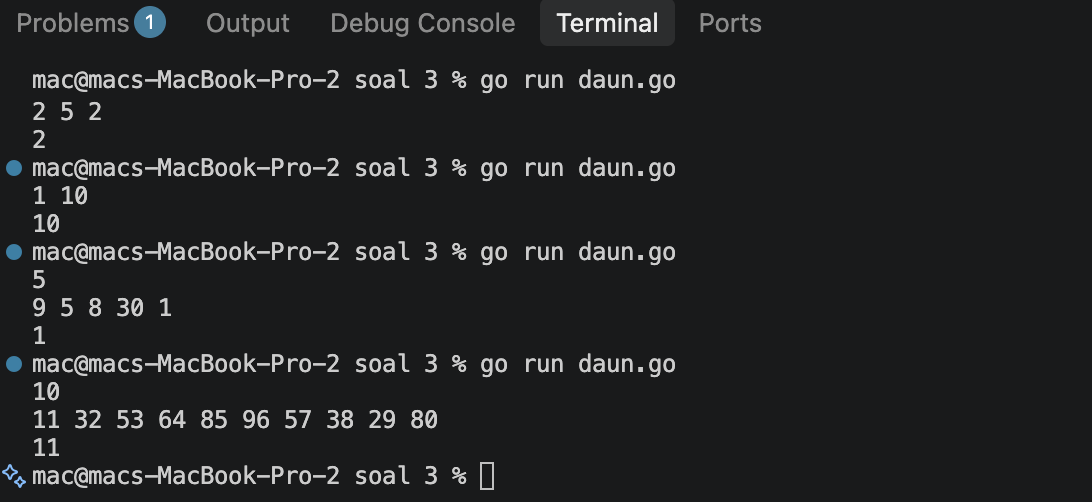 Problems 1 Output Debug Console Terminal Ports
mac@macs-MacBook-Pro-2 soal 3 % go run daun.go
2 5 2
2
mac@macs-MacBook-Pro-2 soal 3 % go run daun.go
1 10
10
mac@macs-MacBook-Pro-2 soal 3 % go run daun.go
5
9 5 8 30 1
1
mac@macs-MacBook-Pro-2 soal 3 % go run daun.go
10
11 32 53 64 85 96 57 38 29 80
11
mac@macs-MacBook-Pro-2 soal 3 %